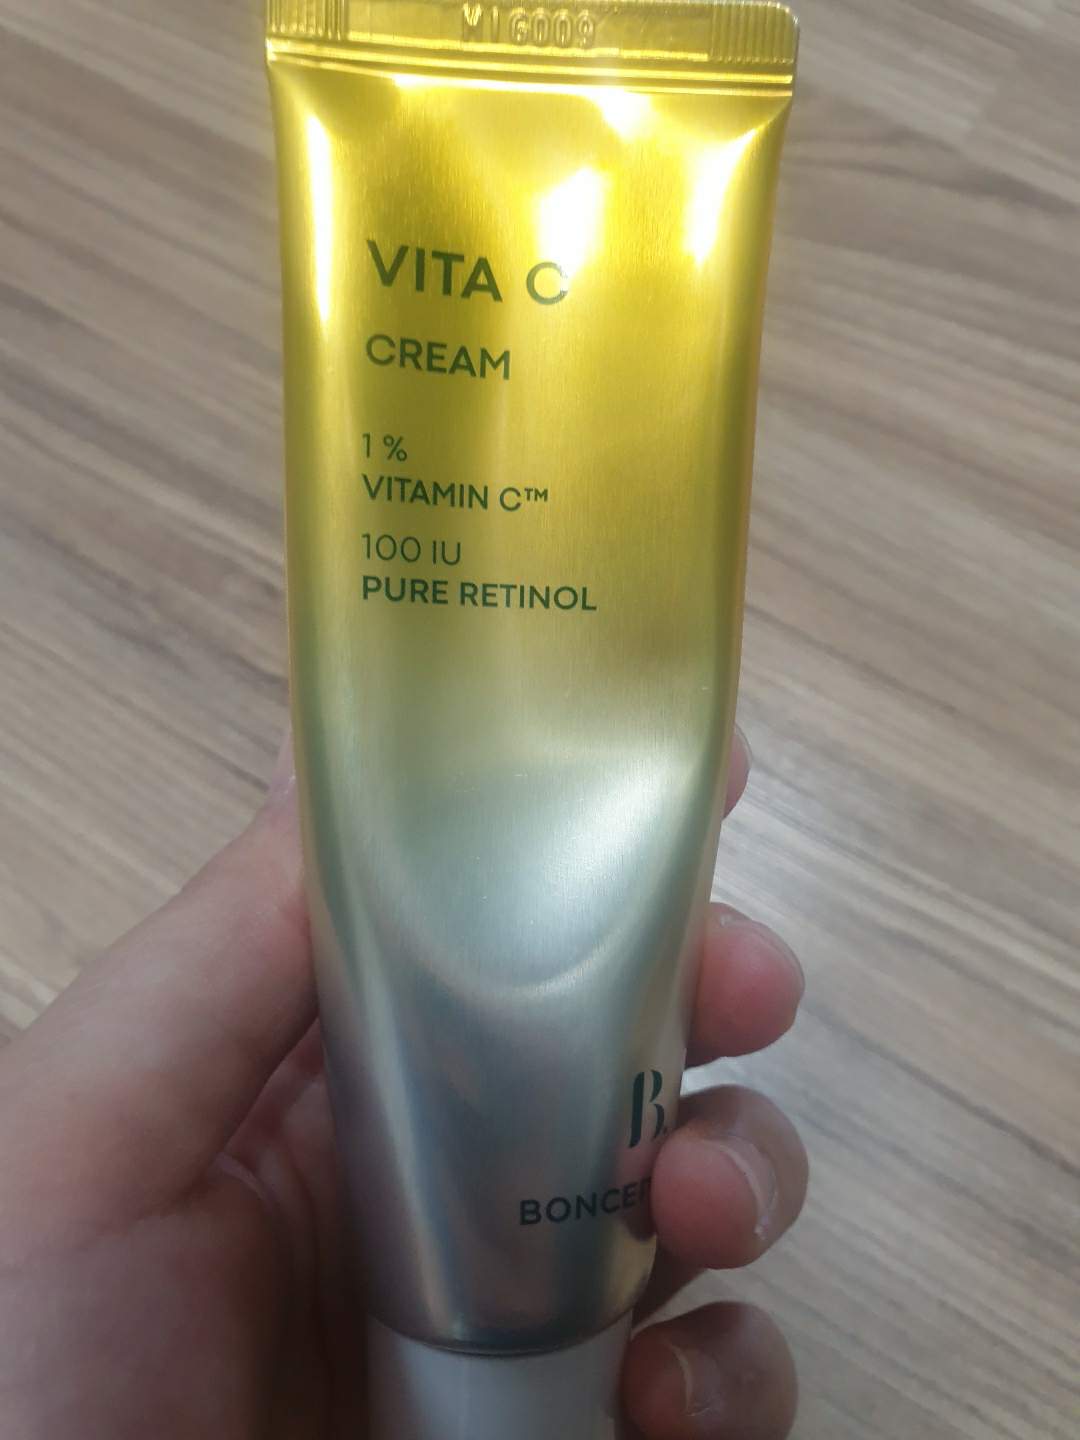 VITA C
CREAM
1 %
VITAMIN C™
100 IU
PURE RETINOL
B.